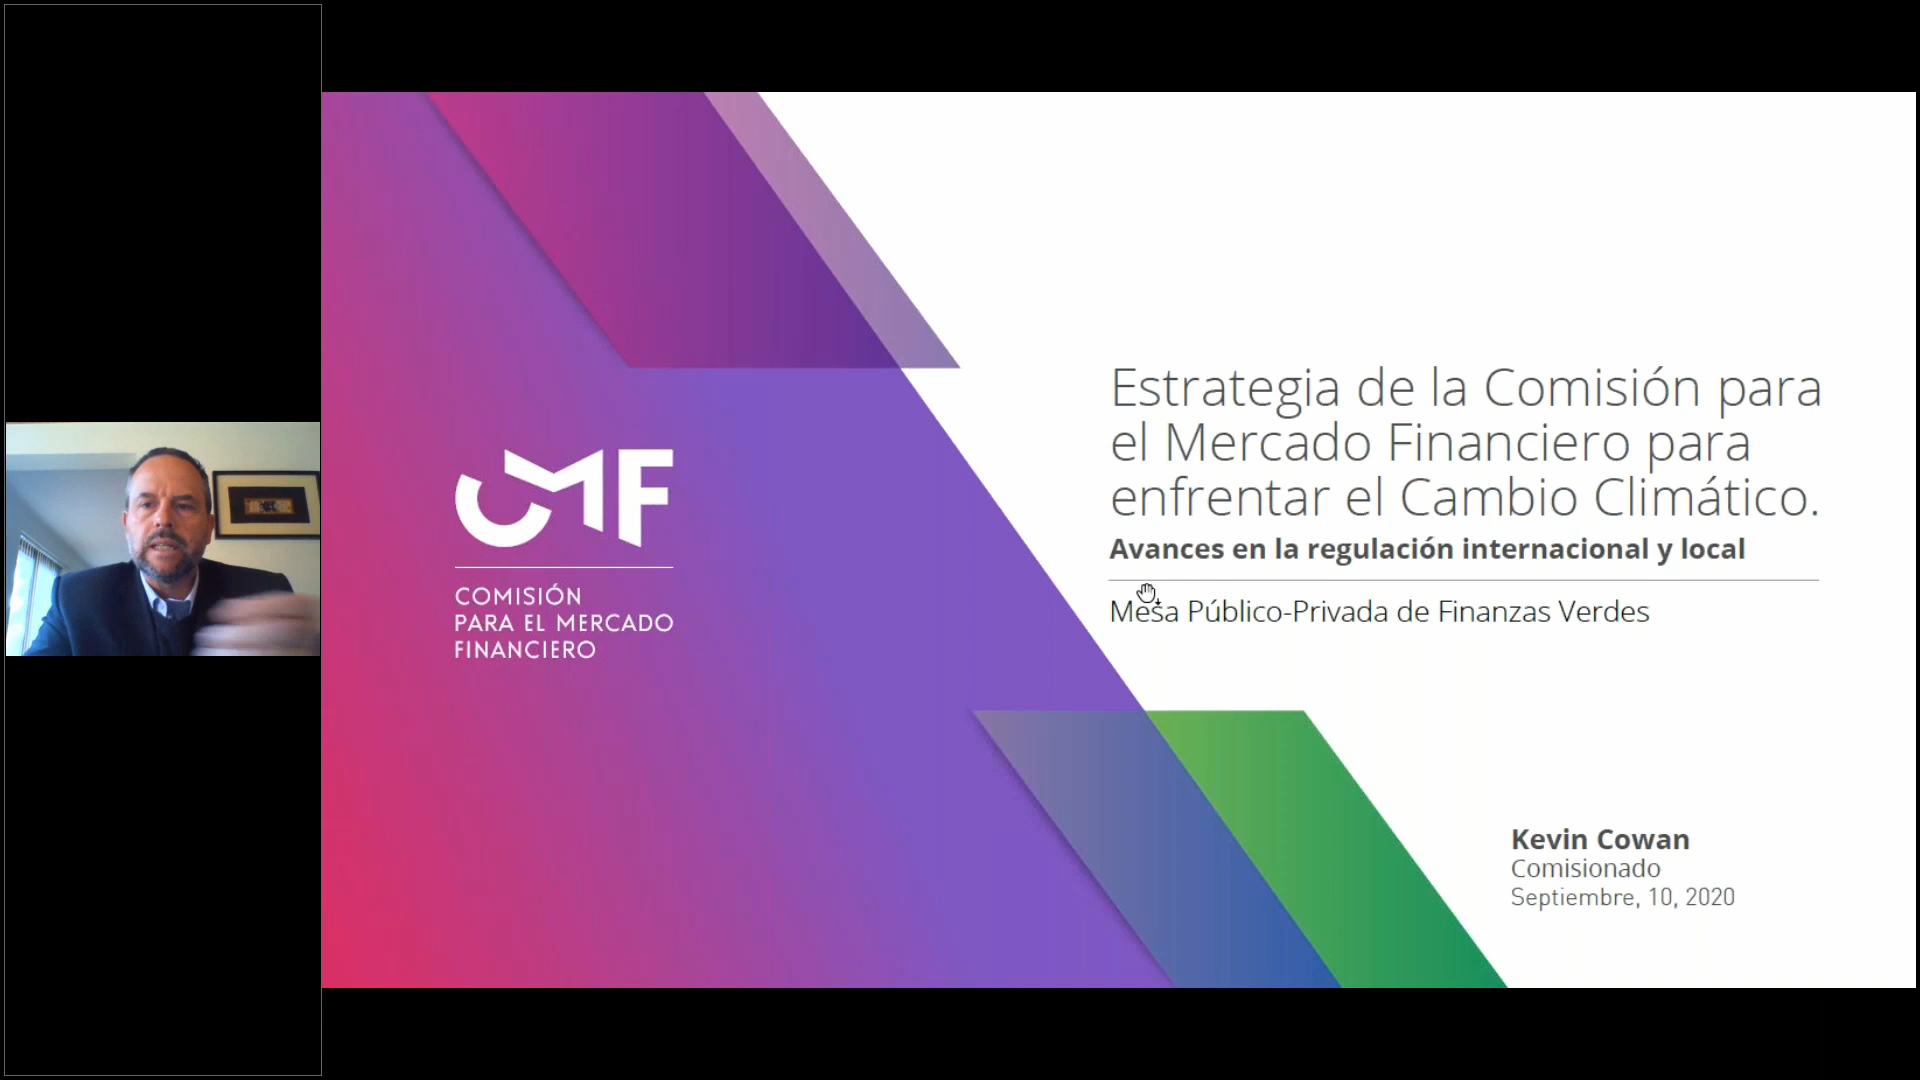 CMF
COMISIÓN
PARA EL MERCADO
FINANCIERO
Estrategia de la Comisión para
el Mercado Financiero para
enfrentar el Cambio Climático.
Avances en la regulación internacional y local
Mesa Público-Privada de Finanzas Verdes
Kevin Cowan
Comisionado
Septiembre, 10, 2020